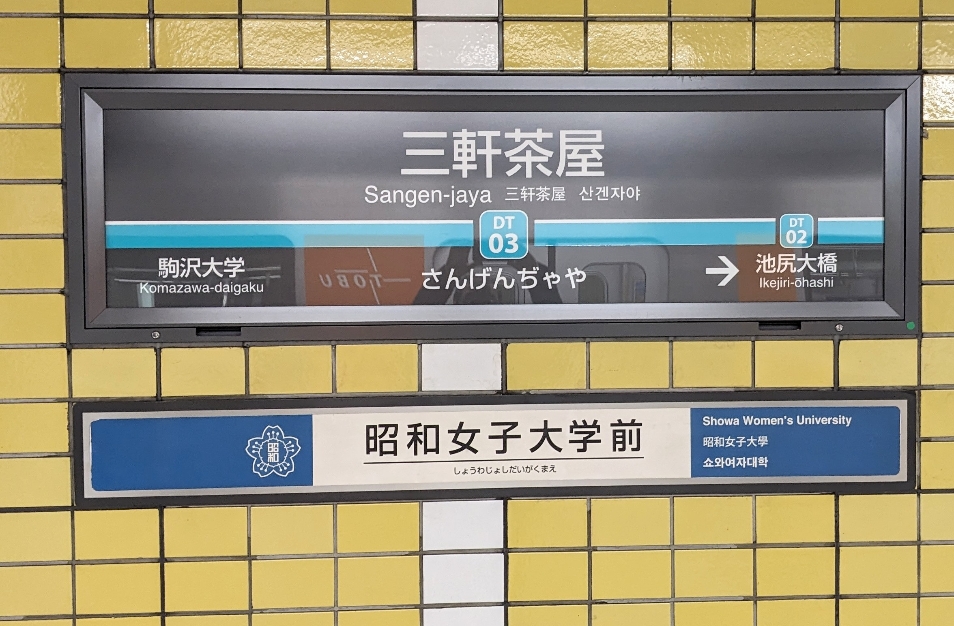 三軒茶屋
Sangen-jaya 三轩茶屋 산겐자야
DT
03
DT
02
駒沢大学
Komazawa-daigaku
TOBU
さんげんぢゃや
→ 池尻大橋
Ikejiri-ōhashi
昭和
昭和女子大学前
しょうわじょしだいがくまえ
Showa Women's University
昭和女子大學
쇼와여자대학